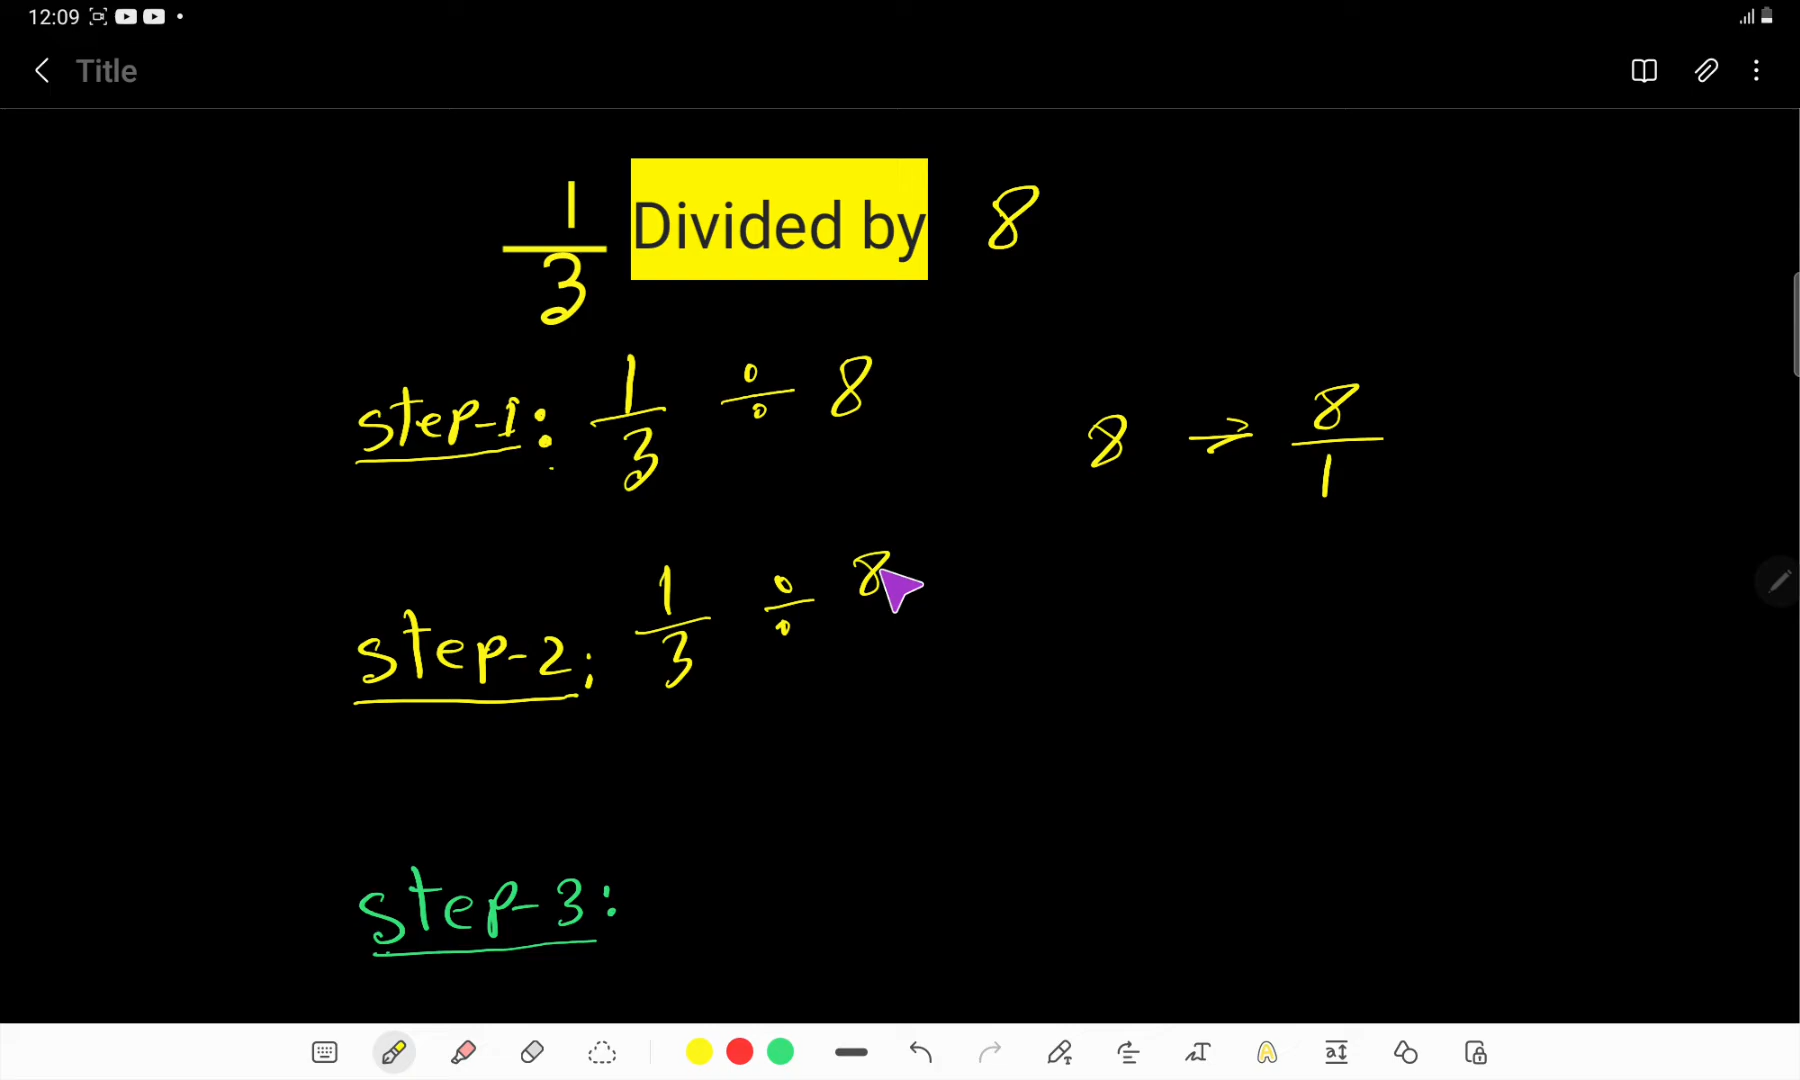 12:09
Title
1/3 Divided by 8
step-1: 1/3 ÷ 8
8 → 8/1
step-2: 1/3 ÷ 8
step-3: